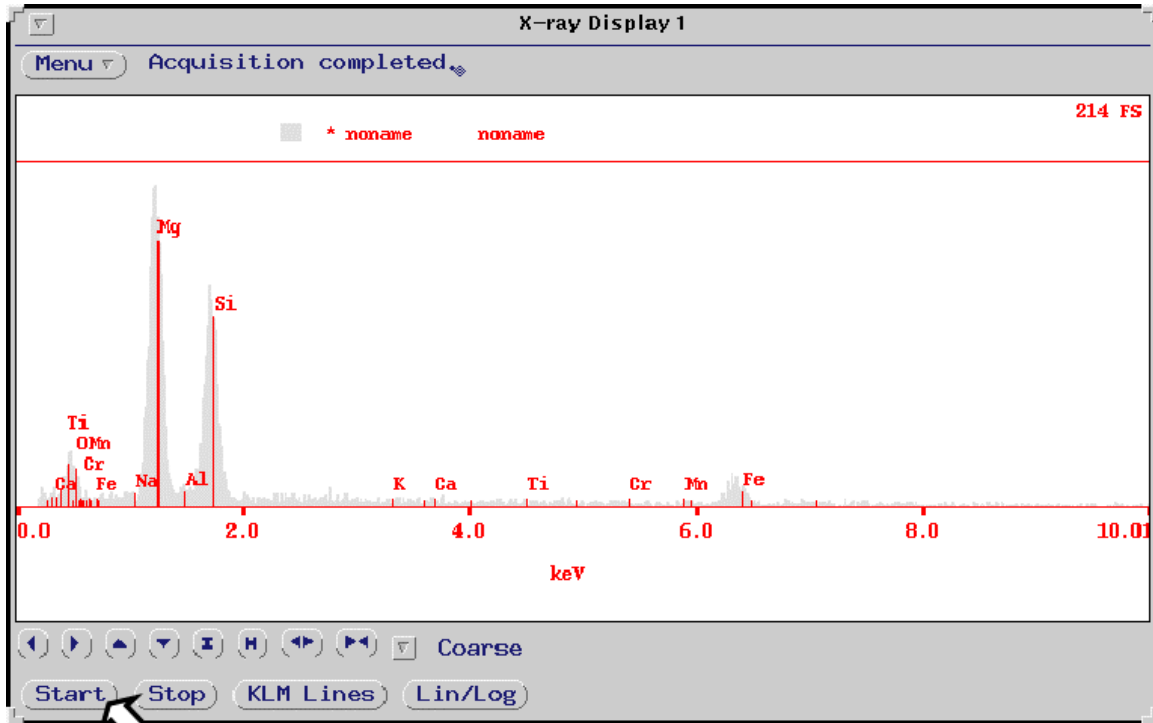 X-ray Display 1
Menu Acquisition completed.
214 FS
* noname noname
Mg
Si
Ti
OMn
Cr
Ca Fe Na Al K Ca Ti Cr Mn Fe
0.0 2.0 4.0 6.0 8.0 10.01
keV
Coarse
Start Stop KLM Lines Lin/Log